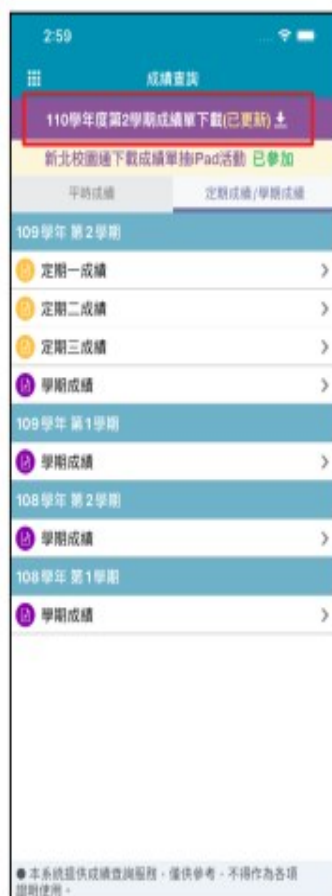 2:59
成績查詢
110學年度第2學期成績單下載(已更新)
新北校園通下載成績單抽iPad活動 已參加
平時成績
定期成績/學期成績
109學年 第2學期
定期一成績
定期二成績
定期三成績
學期成績
109學年 第1學期
學期成績
108學年 第2學期
學期成績
108學年 第1學期
學期成績
●本系統提供成績查詢服務，僅供參考，不得作為各項
證明使用。